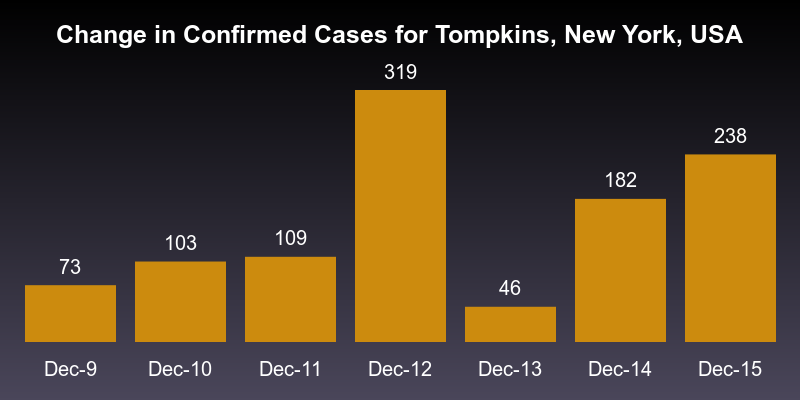 Change in Confirmed Cases for Tompkins, New York, USA
73
103
109
319
46
182
238
Dec-9
Dec-10
Dec-11
Dec-12
Dec-13
Dec-14
Dec-15